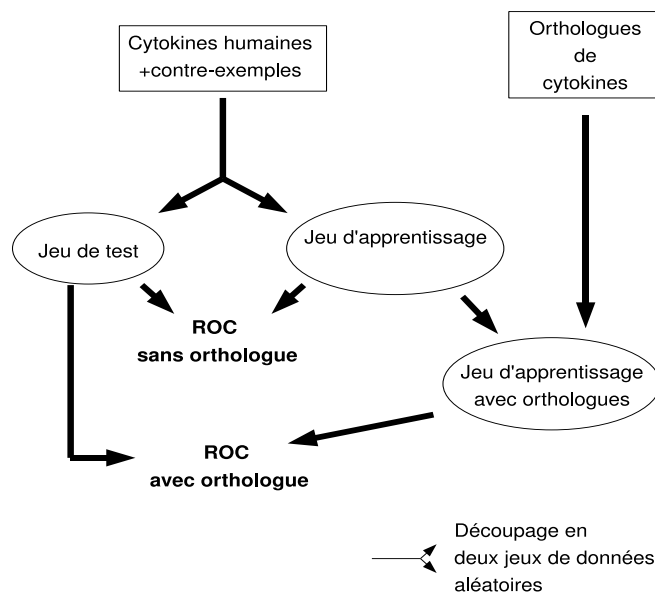 Cytokines humaines
+contre-exemples
Orthologues
de
cytokines
Jeu de test
Jeu d'apprentissage
ROC
sans orthologue
Jeu d'apprentissage
avec orthologues
ROC
avec orthologue
Découpage en
deux jeux de données
aléatoires